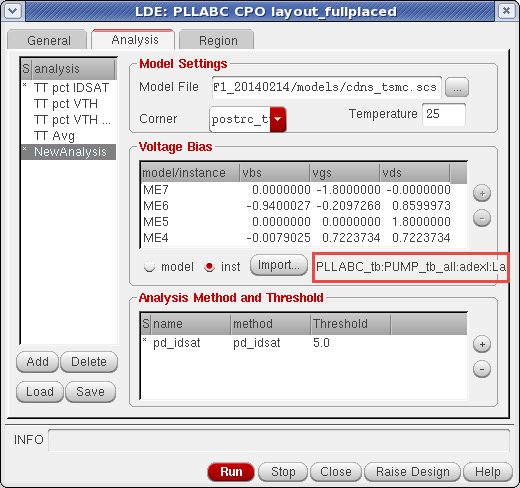 LDE: PLLABC CPO layout_fullplaced
General Analysis Region
S analysis
* TT pct IDSAT
TT pct VTH
TT pct VTH ...
TT Avg
* NewAnalysis
Add Delete
Load Save
Model Settings
Model File F1_20140214/models/cdns_tsmc.scs ...
Corner postrc_t Temperature 25
Voltage Bias
model/instance vbs vgs vds
ME7 0.0000000 -1.8000000 -0.0000000
ME6 -0.9400027 -0.2097268 0.8599973
ME5 0.0000000 0.0000000 1.8000000
ME4 -0.0079025 0.7223734 0.7223734
model inst Import... PLLABC_tb:PUMP_tb_all:adexl:La
Analysis Method and Threshold
S name method Threshold
* pd_idsat pd_idsat 5.0
INFO
Run Stop Close Raise Design Help